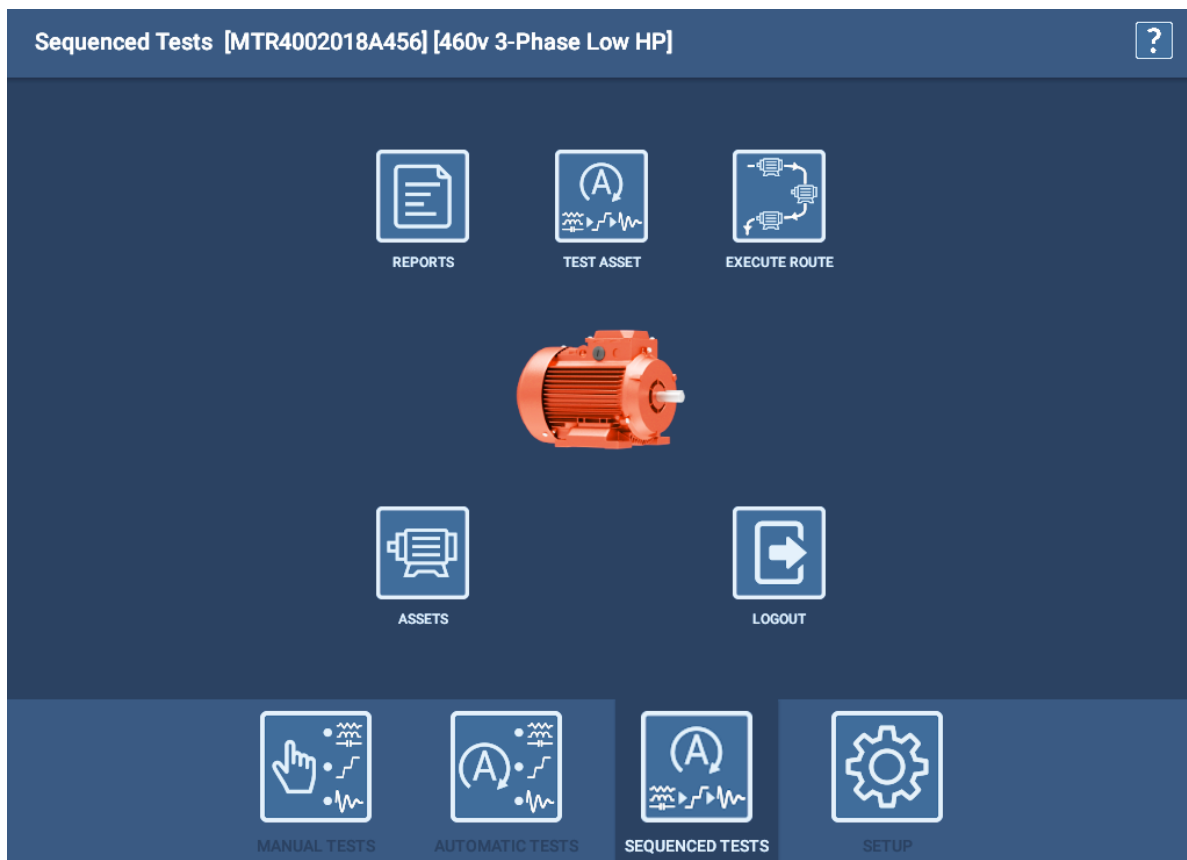 Sequenced Tests [MTR4002018A456] [460v 3-Phase Low HP]
?
REPORTS
TEST ASSET
EXECUTE ROUTE
ASSETS
LOGOUT
MANUAL TESTS
AUTOMATIC TESTS
SEQUENCED TESTS
SETUP